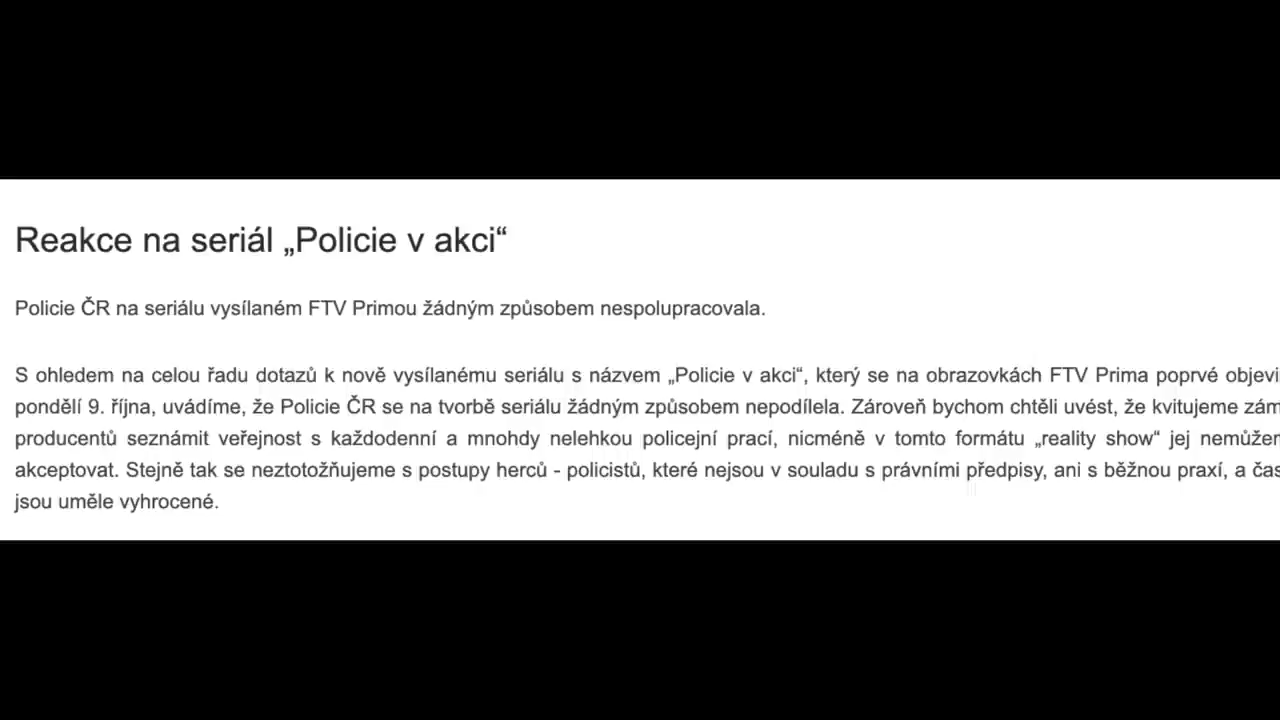 Reakce na seriál „Policie v akci“
Policie ČR na seriálu vysílaném FTV Primou žádným způsobem nespolupracovala.
S ohledem na celou řadu dotazů k nově vysílanému seriálu s názvem „Policie v akci“, který se na obrazovkách FTV Prima poprvé objevi
pondělí 9. října, uvádíme, že Policie ČR se na tvorbě seriálu žádným způsobem nepodílela. Zároveň bychom chtěli uvést, že kvitujeme zám
producentů seznámit veřejnost s každodenní a mnohdy nelehkou policejní prací, nicméně v tomto formátu „reality show“ jej nemůžem
akceptovat. Stejně tak se neztotožňujeme s postupy herců - policistů, které nejsou v souladu s právními předpisy, ani s běžnou praxí, a čas
jsou uměle vyhrocené.